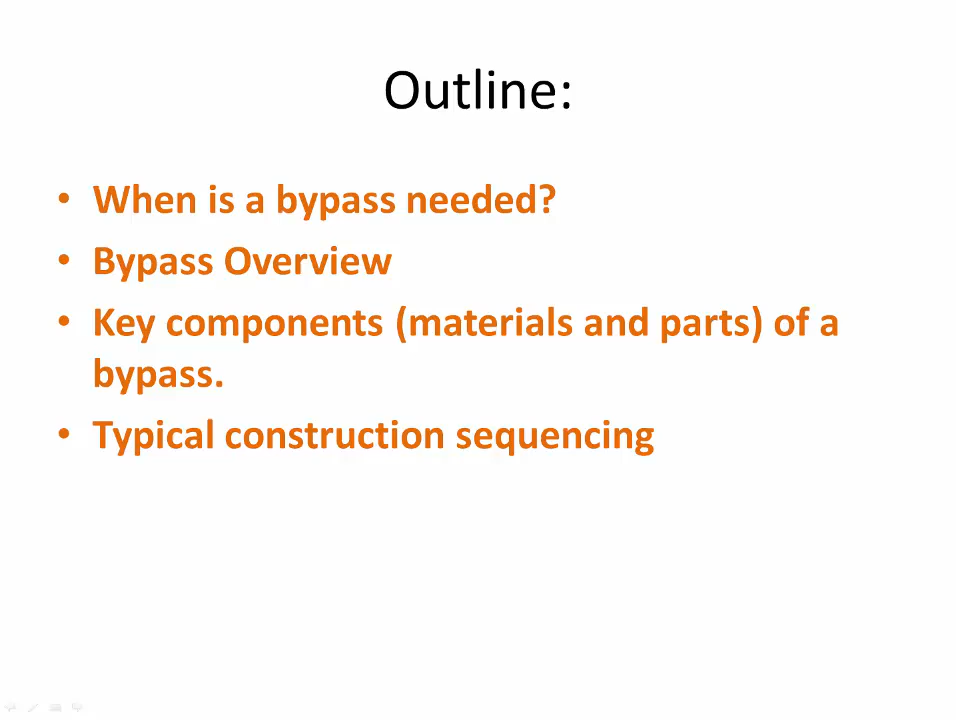 Outline:
• When is a bypass needed?
• Bypass Overview
• Key components (materials and parts) of a
bypass.
• Typical construction sequencing